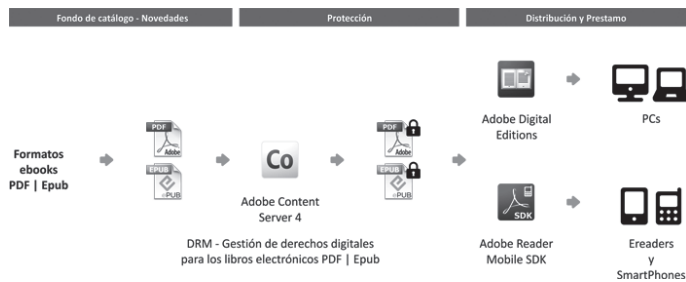 Fondo de catálogo - Novedades
Protección
Distribución y Prestamo
Formatos
ebooks
PDF | Epub
PDF
Adobe
EPUB
ePUB
Co
Adobe Content
Server 4
DRM - Gestión de derechos digitales
para los libros electrónicos PDF | Epub
PDF
Adobe
EPUB
ePUB
Adobe Digital
Editions
PCs
SDK
Adobe Reader
Mobile SDK
Ereaders
y
SmartPhones